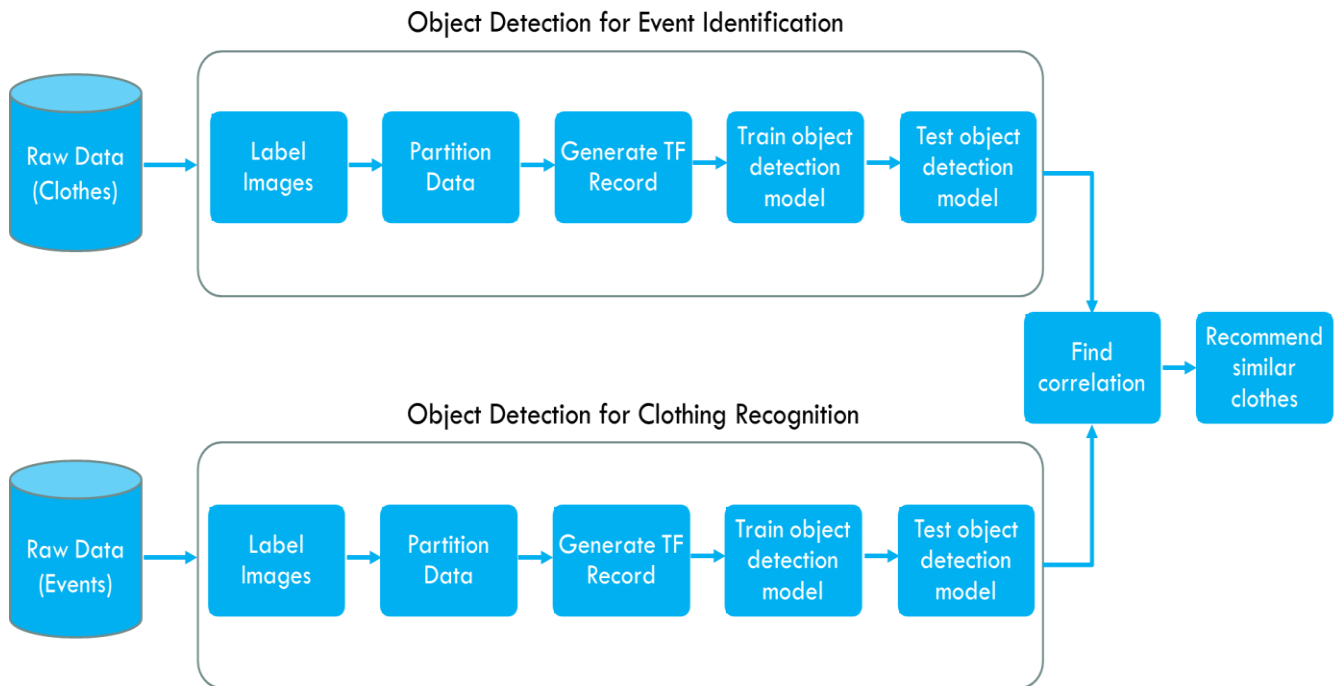 Object Detection for Event Identification
Raw Data
(Clothes)
Label
Images
Partition
Data
Generate TF
Record
Train object
detection
model
Test object
detection
model
Find
correlation
Recommend
similar
clothes
Object Detection for Clothing Recognition
Raw Data
(Events)
Label
Images
Partition
Data
Generate TF
Record
Train object
detection
model
Test object
detection
model